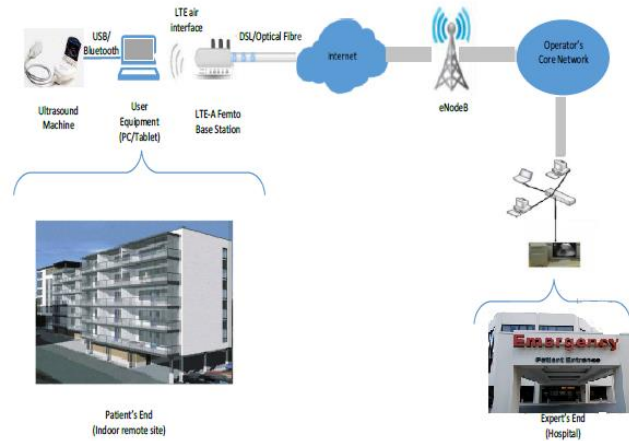 USB/
Bluetooth
LTE air
interface
DSL/Optical Fibre
Internet
Operator's
Core Network
Ultrasound
Machine
User
Equipment
(PC/Tablet)
LTE-A Femto
Base Station
eNodeB
Emergency
Patient Entrance
Patient's End
(Indoor remote site)
Expert's End
(Hospital)